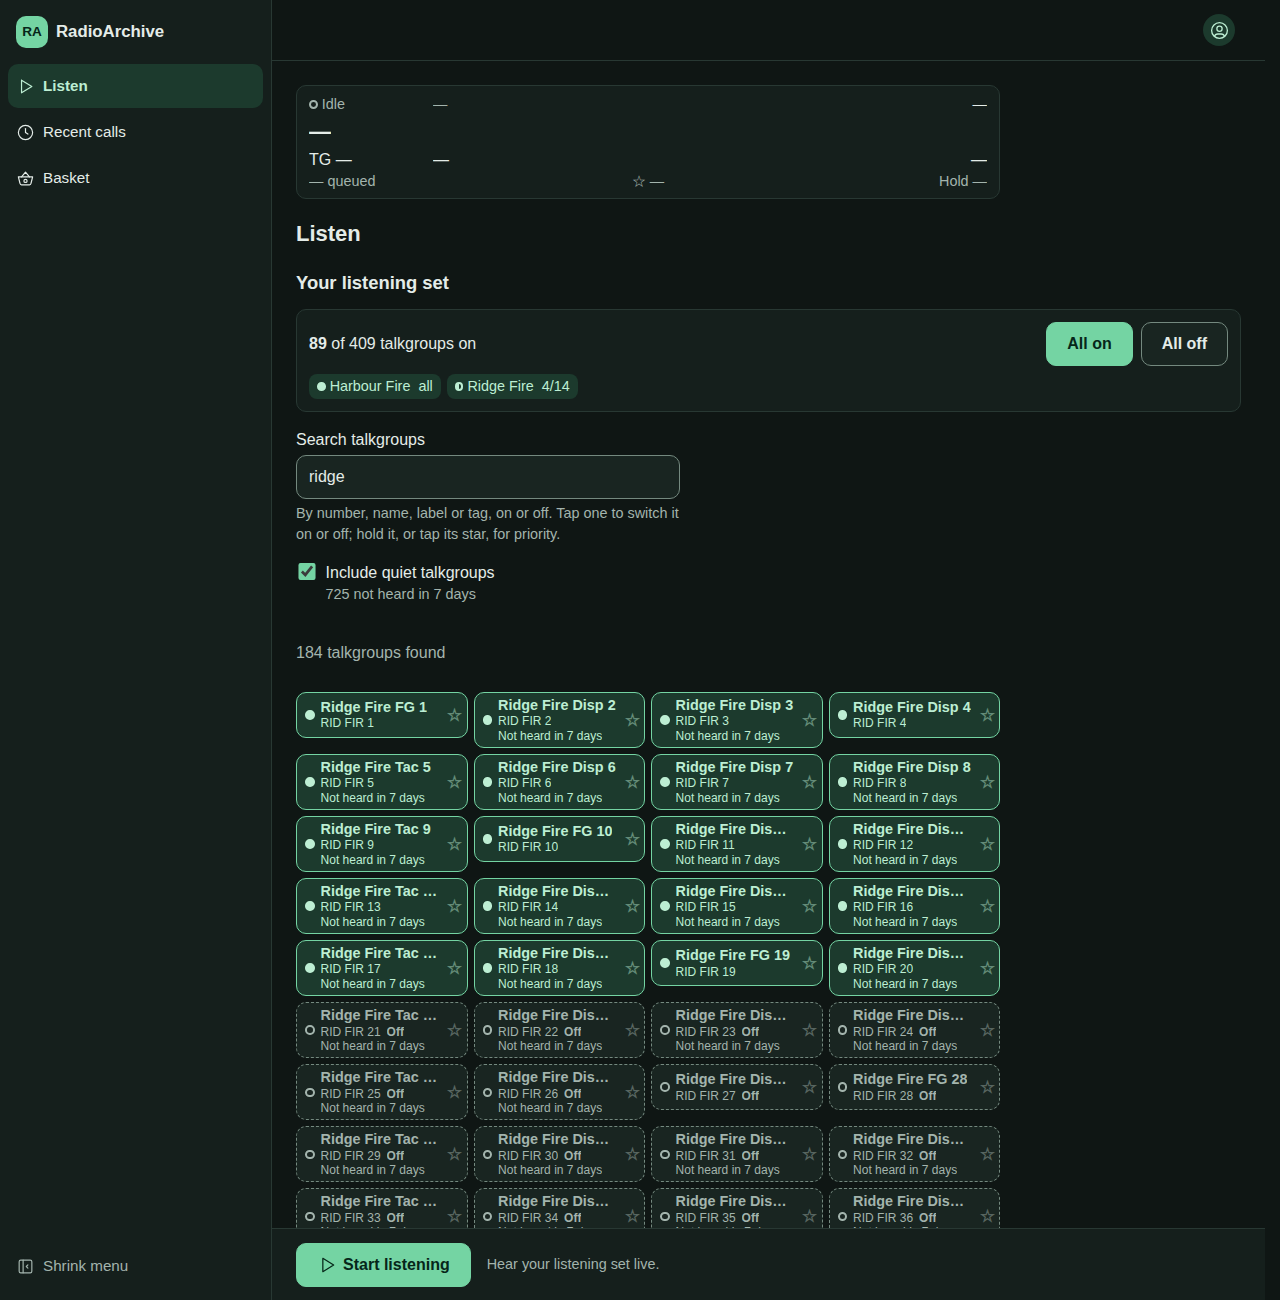 RA RadioArchive
Listen
Recent calls
Basket
Idle — —
—
TG — — —
— queued ☆ — Hold —
Listen
Your listening set
89 of 409 talkgroups on
All on All off
Harbour Fire all Ridge Fire 4/14
Search talkgroups
ridge
By number, name, label or tag, on or off. Tap one to switch it
on or off; hold it, or tap its star, for priority.
Include quiet talkgroups
725 not heard in 7 days
184 talkgroups found
Ridge Fire FG 1
RID FIR 1
Ridge Fire Disp 2
RID FIR 2
Not heard in 7 days
Ridge Fire Disp 3
RID FIR 3
Not heard in 7 days
Ridge Fire Disp 4
RID FIR 4
Ridge Fire Tac 5
RID FIR 5
Not heard in 7 days
Ridge Fire Disp 6
RID FIR 6
Not heard in 7 days
Ridge Fire Disp 7
RID FIR 7
Not heard in 7 days
Ridge Fire Disp 8
RID FIR 8
Not heard in 7 days
Ridge Fire Tac 9
RID FIR 9
Not heard in 7 days
Ridge Fire FG 10
RID FIR 10
Ridge Fire Dis…
RID FIR 11
Not heard in 7 days
Ridge Fire Dis…
RID FIR 12
Not heard in 7 days
Ridge Fire Tac …
RID FIR 13
Not heard in 7 days
Ridge Fire Dis…
RID FIR 14
Not heard in 7 days
Ridge Fire Dis…
RID FIR 15
Not heard in 7 days
Ridge Fire Dis…
RID FIR 16
Not heard in 7 days
Ridge Fire Tac …
RID FIR 17
Not heard in 7 days
Ridge Fire Dis…
RID FIR 18
Not heard in 7 days
Ridge Fire FG 19
RID FIR 19
Ridge Fire Dis…
RID FIR 20
Not heard in 7 days
Ridge Fire Tac …
RID FIR 21 Off
Not heard in 7 days
Ridge Fire Dis…
RID FIR 22 Off
Not heard in 7 days
Ridge Fire Dis…
RID FIR 23 Off
Not heard in 7 days
Ridge Fire Dis…
RID FIR 24 Off
Not heard in 7 days
Ridge Fire Tac …
RID FIR 25 Off
Not heard in 7 days
Ridge Fire Dis…
RID FIR 26 Off
Not heard in 7 days
Ridge Fire Dis…
RID FIR 27 Off
Ridge Fire FG 28
RID FIR 28 Off
Ridge Fire Tac …
RID FIR 29 Off
Not heard in 7 days
Ridge Fire Dis…
RID FIR 30 Off
Not heard in 7 days
Ridge Fire Dis…
RID FIR 31 Off
Not heard in 7 days
Ridge Fire Dis…
RID FIR 32 Off
Not heard in 7 days
Ridge Fire Tac …
RID FIR 33 Off
Ridge Fire Dis…
RID FIR 34 Off
Ridge Fire Dis…
RID FIR 35 Off
Ridge Fire Dis…
RID FIR 36 Off
Shrink menu
Start listening
Hear your listening set live.